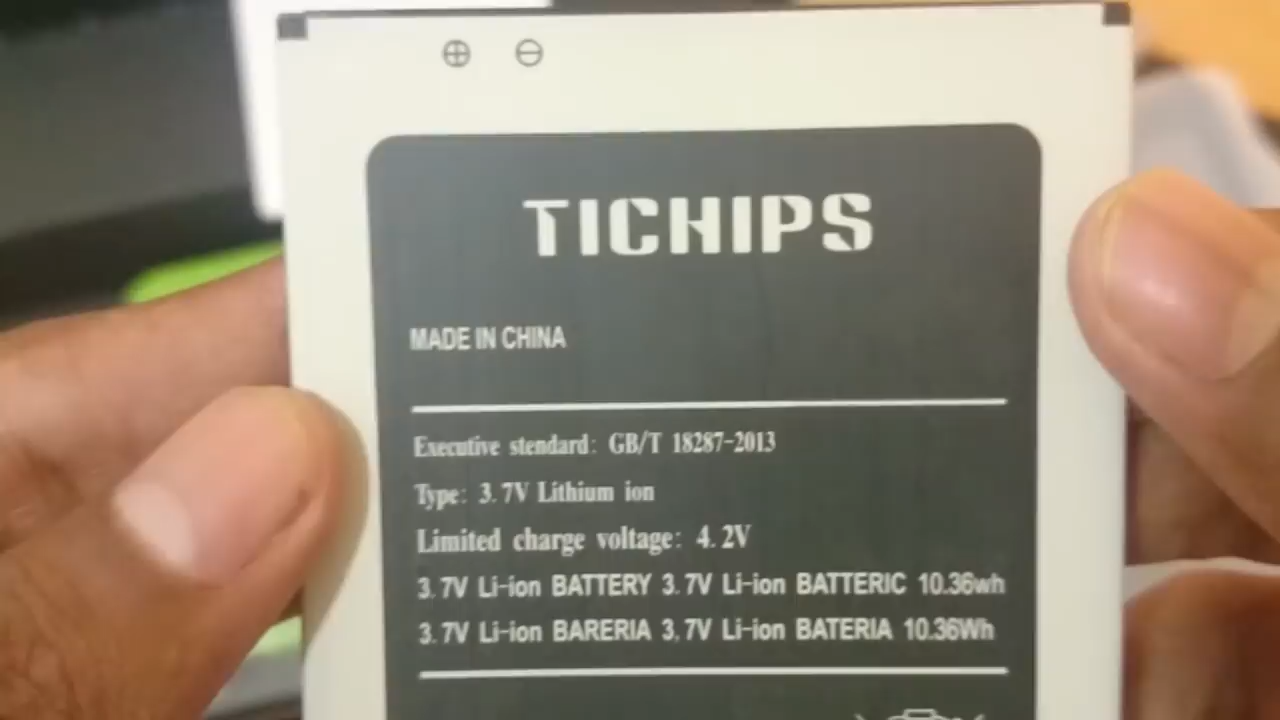 ⊕ ⊖
TICHIPS
MADE IN CHINA
Executive stendard: GB/T 18287-2013
Type: 3.7V Lithium ion
Limited charge voltage: 4.2V
3.7V Li-ion BATTERY 3.7V Li-ion BATTERIC 10.36wh
3.7V Li-ion BARERIA 3.7V Li-ion BATERIA 10.36Wh